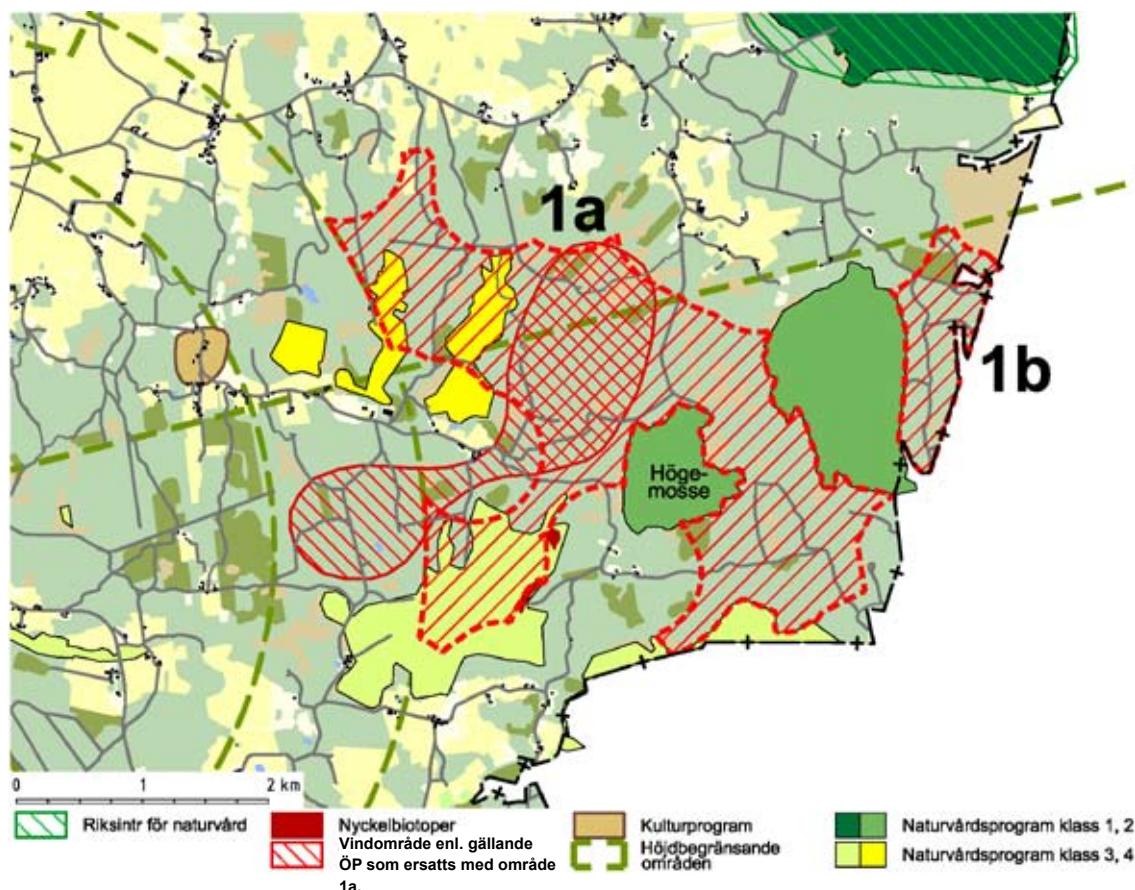 1a
1b
Höge-
mosse
0 1 2 km
Riksintr för naturvård
Nyckelbiotoper
Vindområde enl. gällande
ÖP som ersatts med område
1a.
Kulturprogram
Höjdbegränsande
områden
Naturvårdsprogram klass 1, 2
Naturvårdsprogram klass 3, 4